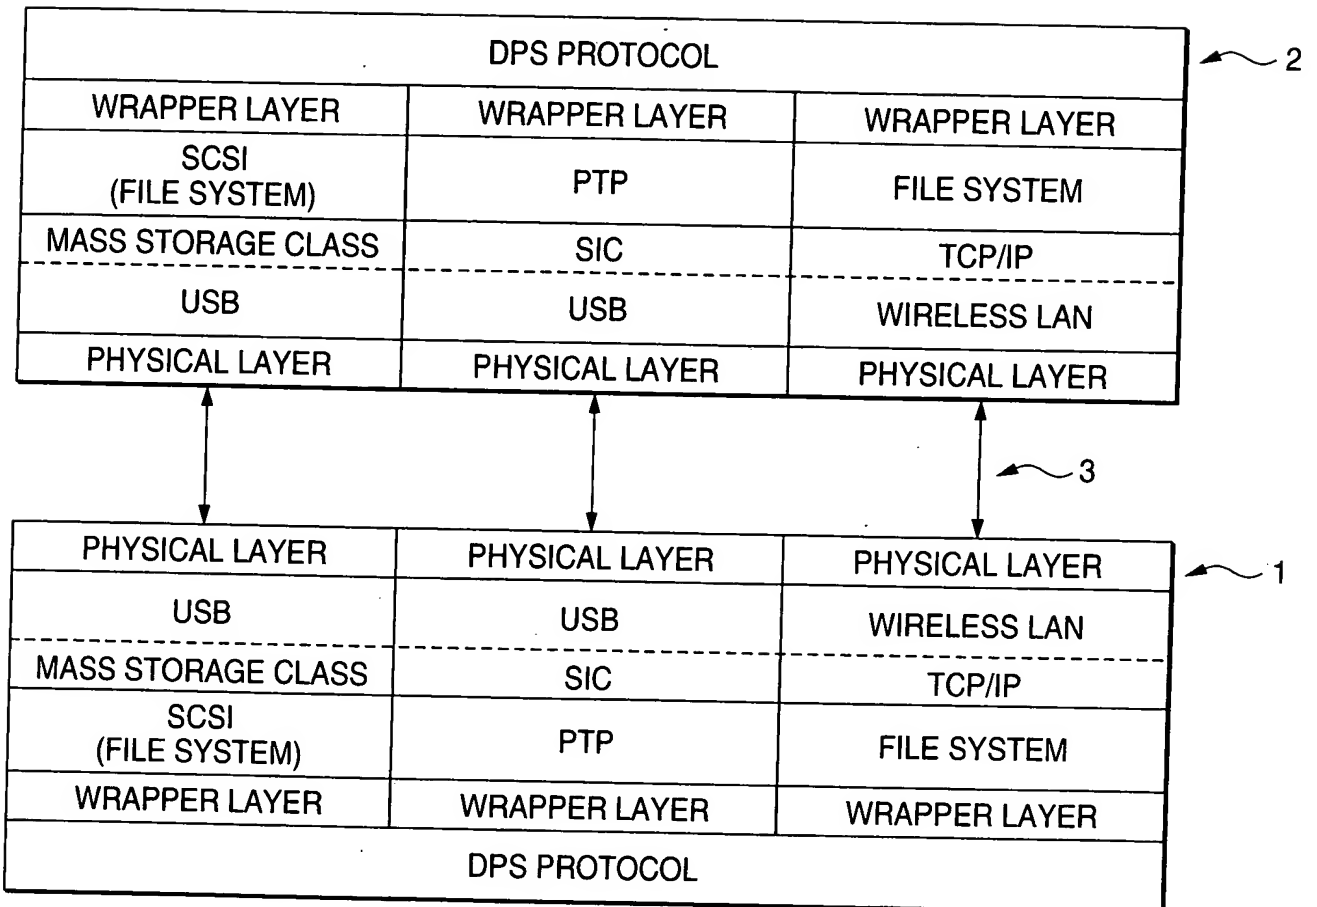 DPS PROTOCOL
2
WRAPPER LAYER WRAPPER LAYER WRAPPER LAYER
SCSI
(FILE SYSTEM) PTP FILE SYSTEM
MASS STORAGE CLASS SIC TCP/IP
USB USB WIRELESS LAN
PHYSICAL LAYER PHYSICAL LAYER PHYSICAL LAYER
3
PHYSICAL LAYER PHYSICAL LAYER PHYSICAL LAYER
1
USB USB WIRELESS LAN
MASS STORAGE CLASS SIC TCP/IP
SCSI
(FILE SYSTEM) PTP FILE SYSTEM
WRAPPER LAYER WRAPPER LAYER WRAPPER LAYER
DPS PROTOCOL